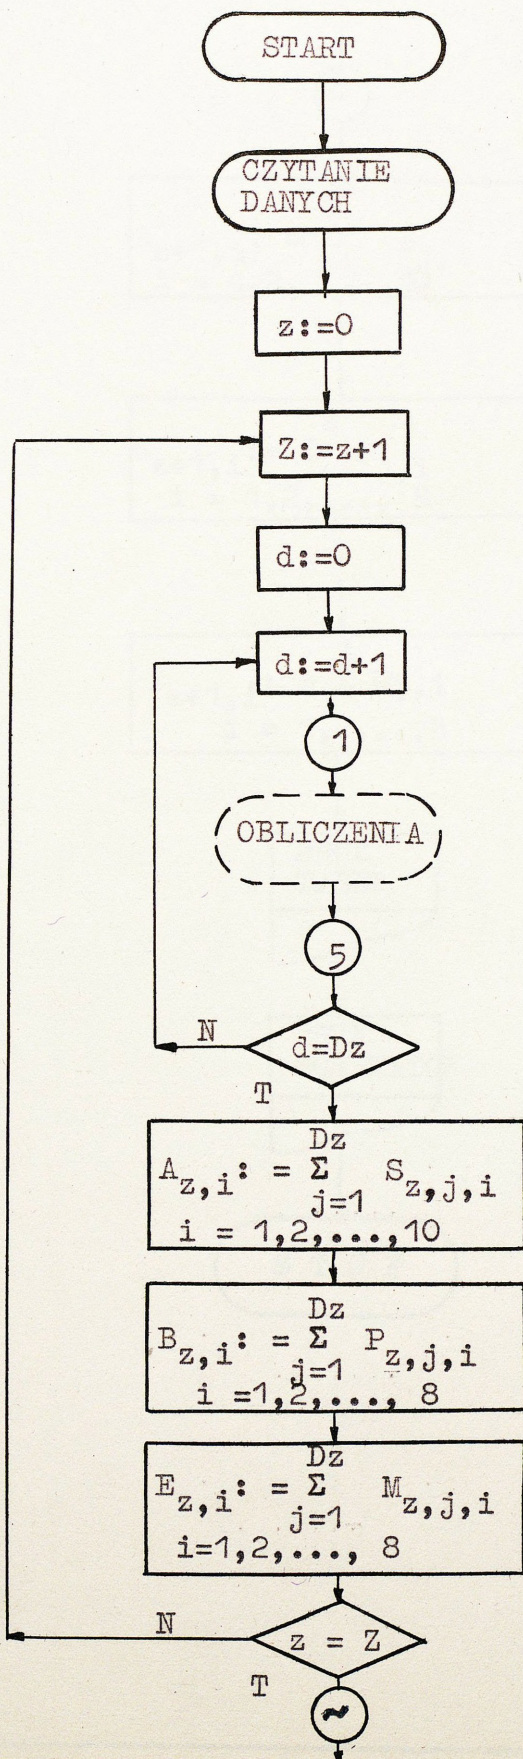 START
CZYTANIE
DANYCH
z:=0
Z:=z+1
d:=0
d:=d+1
1
OBLICZENIA
5
d=Dz
N
T
Dz
A z,i: = Σ S z,j,i
j=1
i = 1,2,...,10
Dz
B z,i: = Σ P z,j,i
j=1
i =1,2,..., 8
Dz
E z,i: = Σ M z,j,i
j=1
i=1,2,..., 8
N
z = Z
T
~